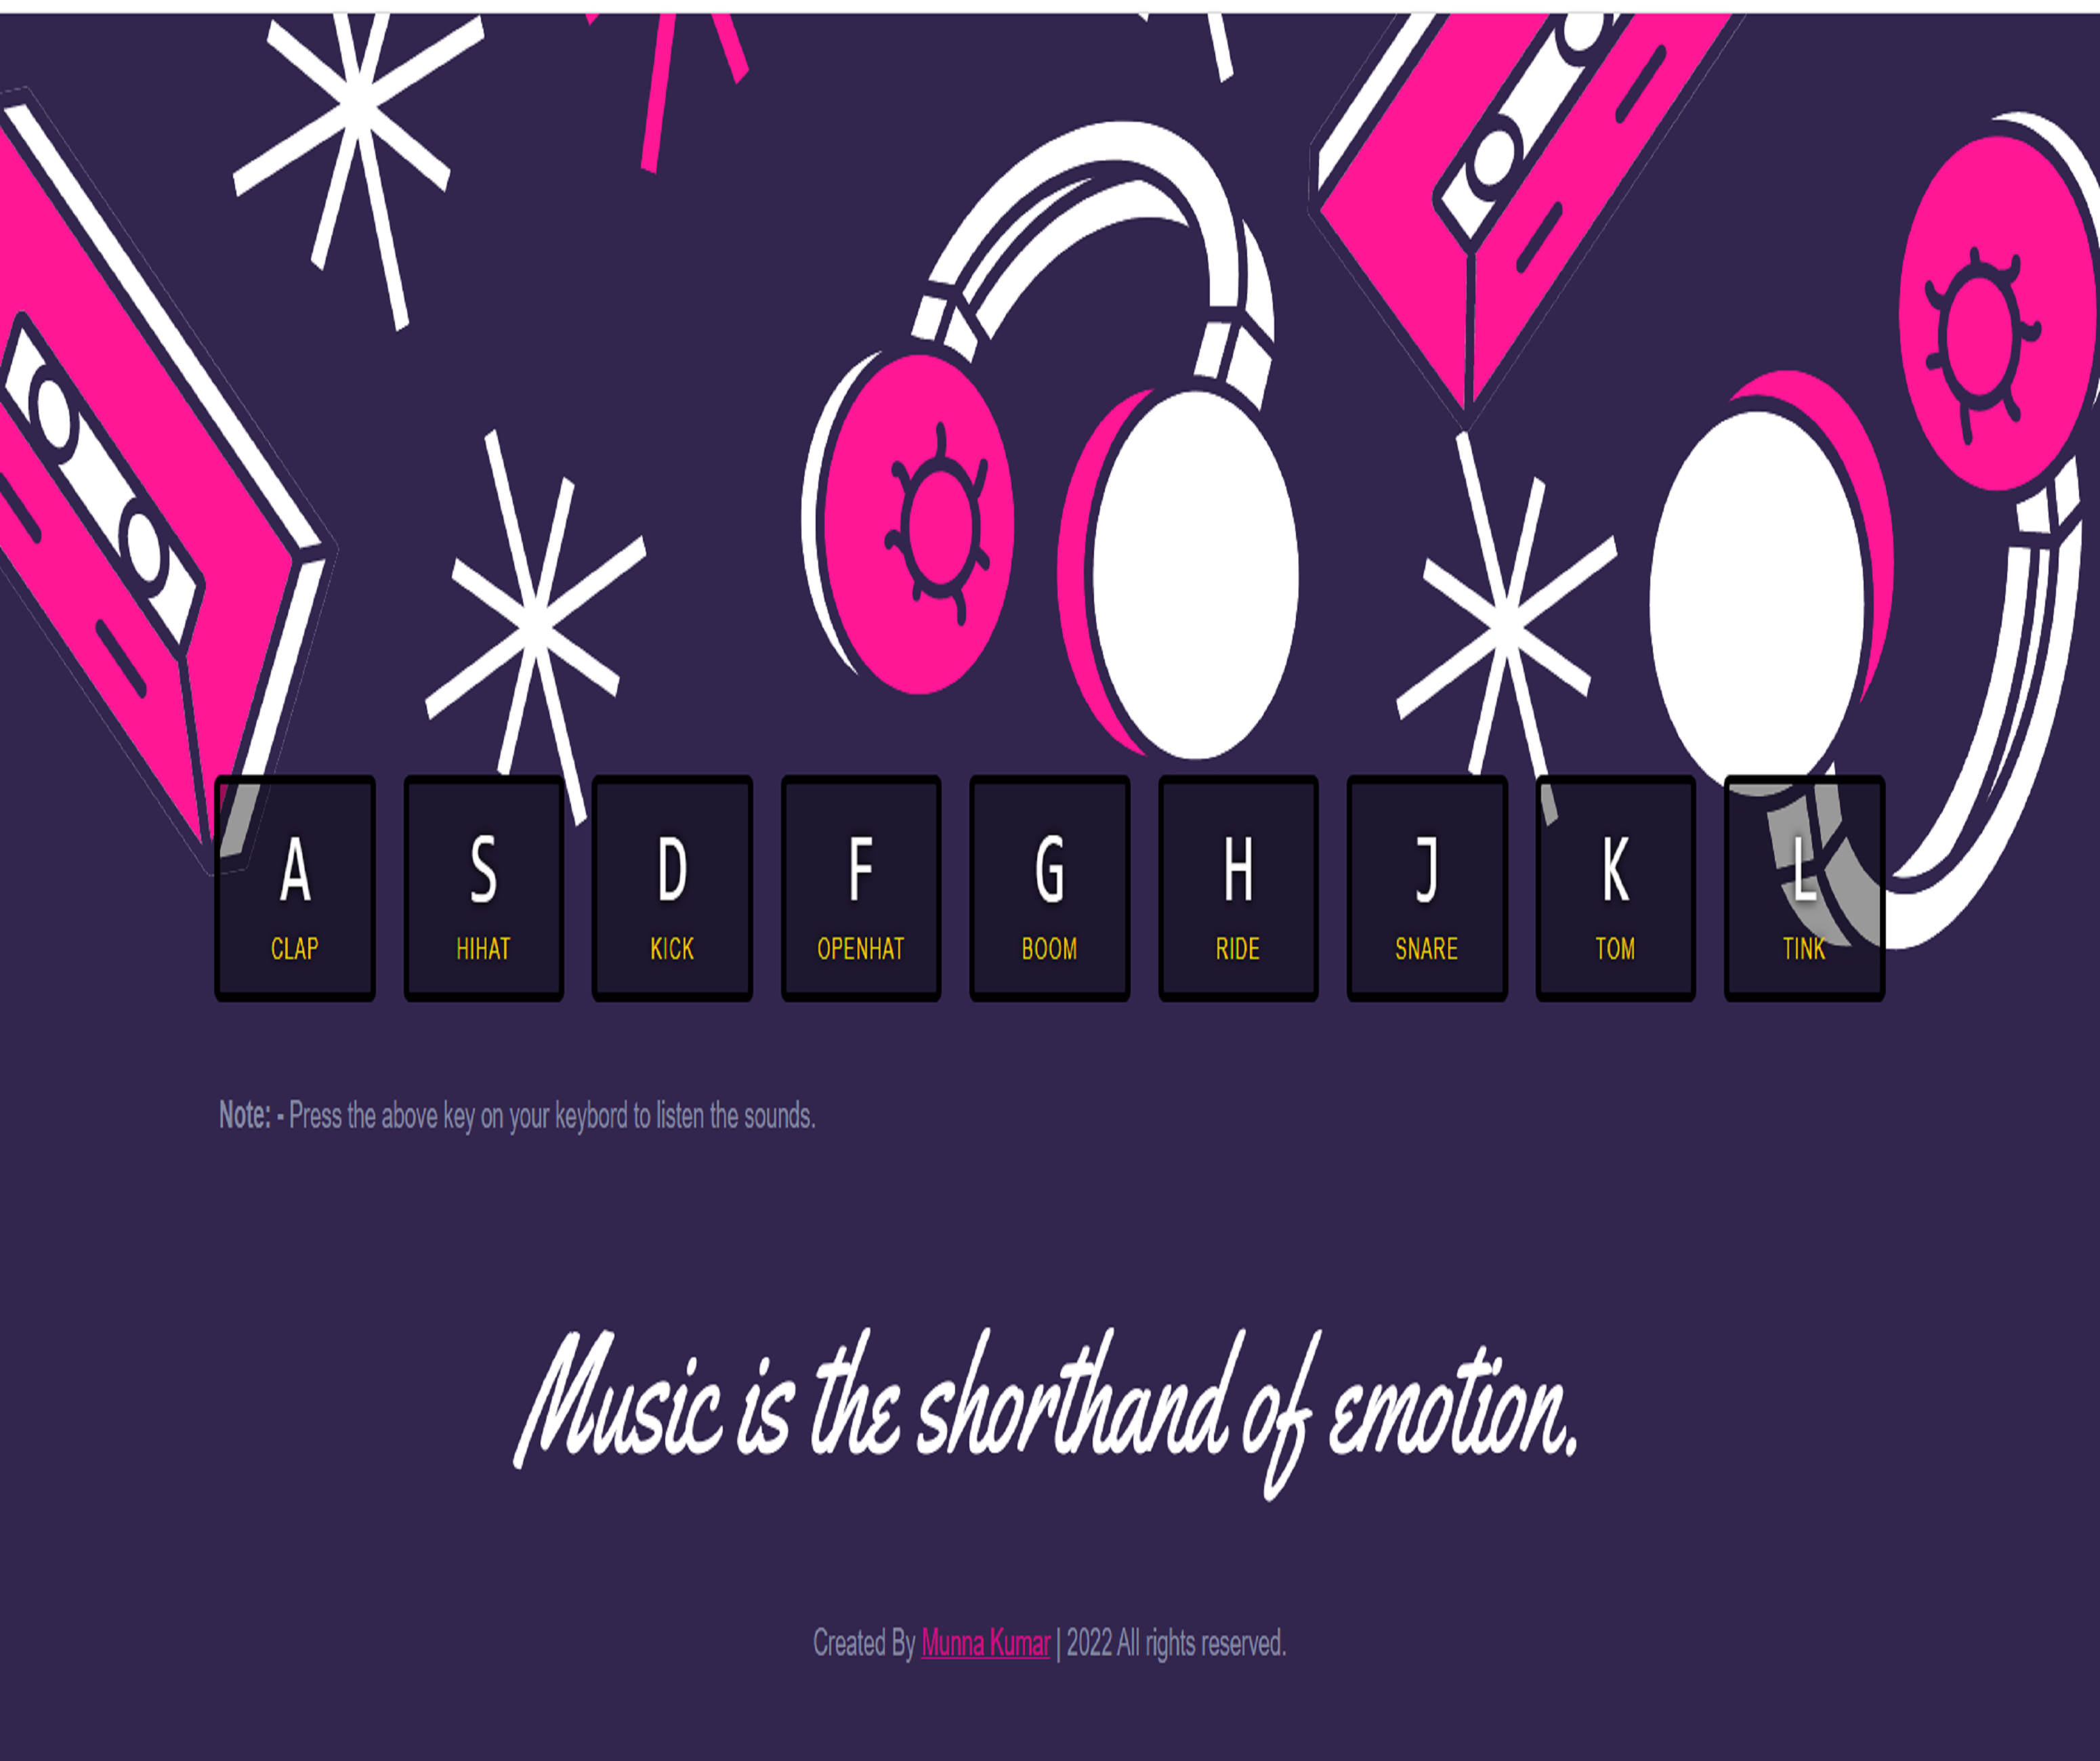 A S D F G H J K L
CLAP HIHAT KICK OPENHAT BOOM RIDE SNARE TOM TINK
Note: - Press the above key on your keybord to listen the sounds.
Music is the shorthand of emotion.
Created By Munna Kumar | 2022 All rights reserved.